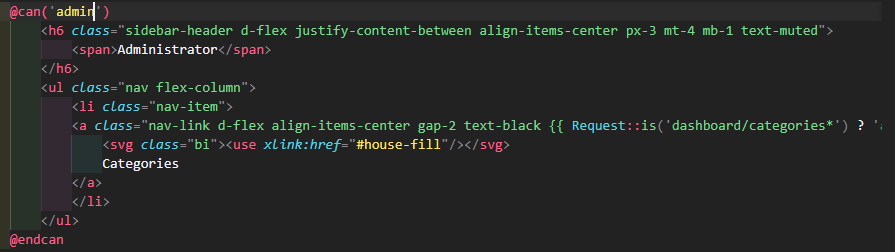 @can('admin')
<h6 class="sidebar-header d-flex justify-content-between align-items-center px-3 mt-4 mb-1 text-muted">
<span>Administrator</span>
</h6>
<ul class="nav flex-column">
<li class="nav-item">
<a class="nav-link d-flex align-items-center gap-2 text-black {{ Request::is('dashboard/categories*') ? '
<svg class="bi"><use xlink:href="#house-fill"/></svg>
Categories
</a>
</li>
</ul>
@endcan